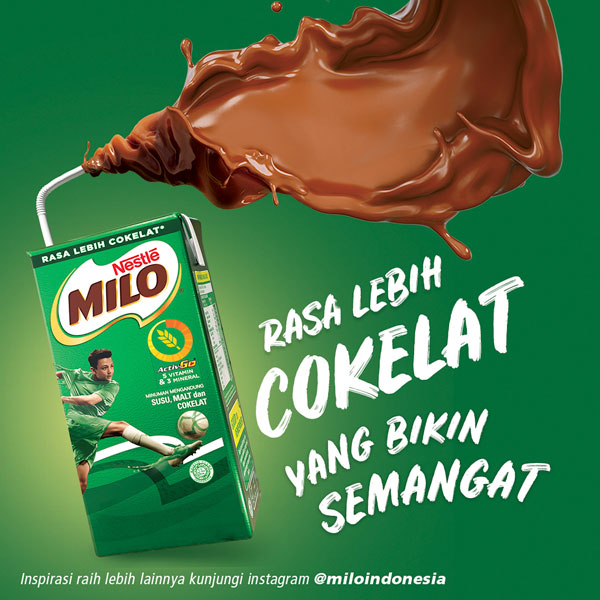 RASA LEBIH COKELAT*
Nestlé
MILO
ACTIV-GO
5 VITAMIN
& 3 MINERAL
MINUMAN MENGANDUNG
SUSU, MALT dan
COKELAT
RASA LEBIH
COKELAT
YANG BIKIN
SEMANGAT
Inspirasi raih lebih lainnya kunjungi instagram @miloindonesia